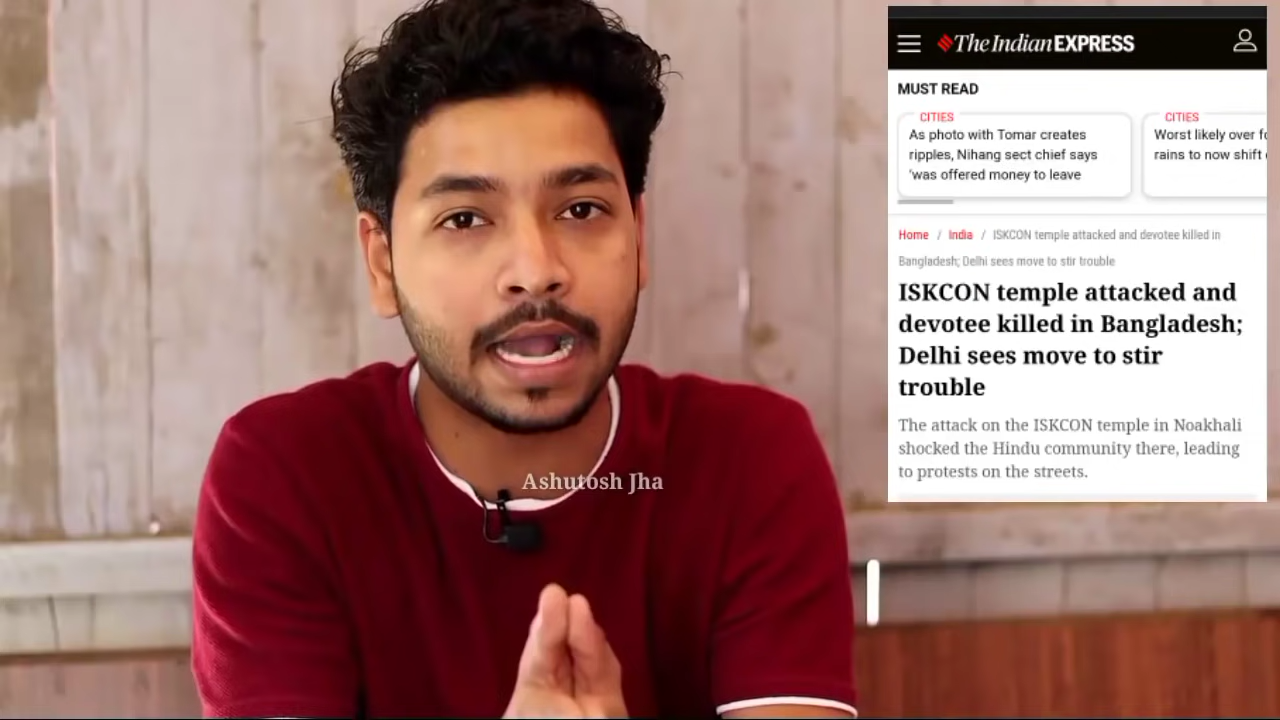 The Indian EXPRESS
MUST READ
CITIES
As photo with Tomar creates
ripples, Nihang sect chief says
'was offered money to leave
CITIES
Worst likely over
rains to now shift
Home / India / ISKCON temple attacked and devotee killed in
Bangladesh; Delhi sees move to stir trouble
ISKCON temple attacked and
devotee killed in Bangladesh;
Delhi sees move to stir
trouble
The attack on the ISKCON temple in Noakhali
shocked the Hindu community there, leading
to protests on the streets.
Ashutosh Jha